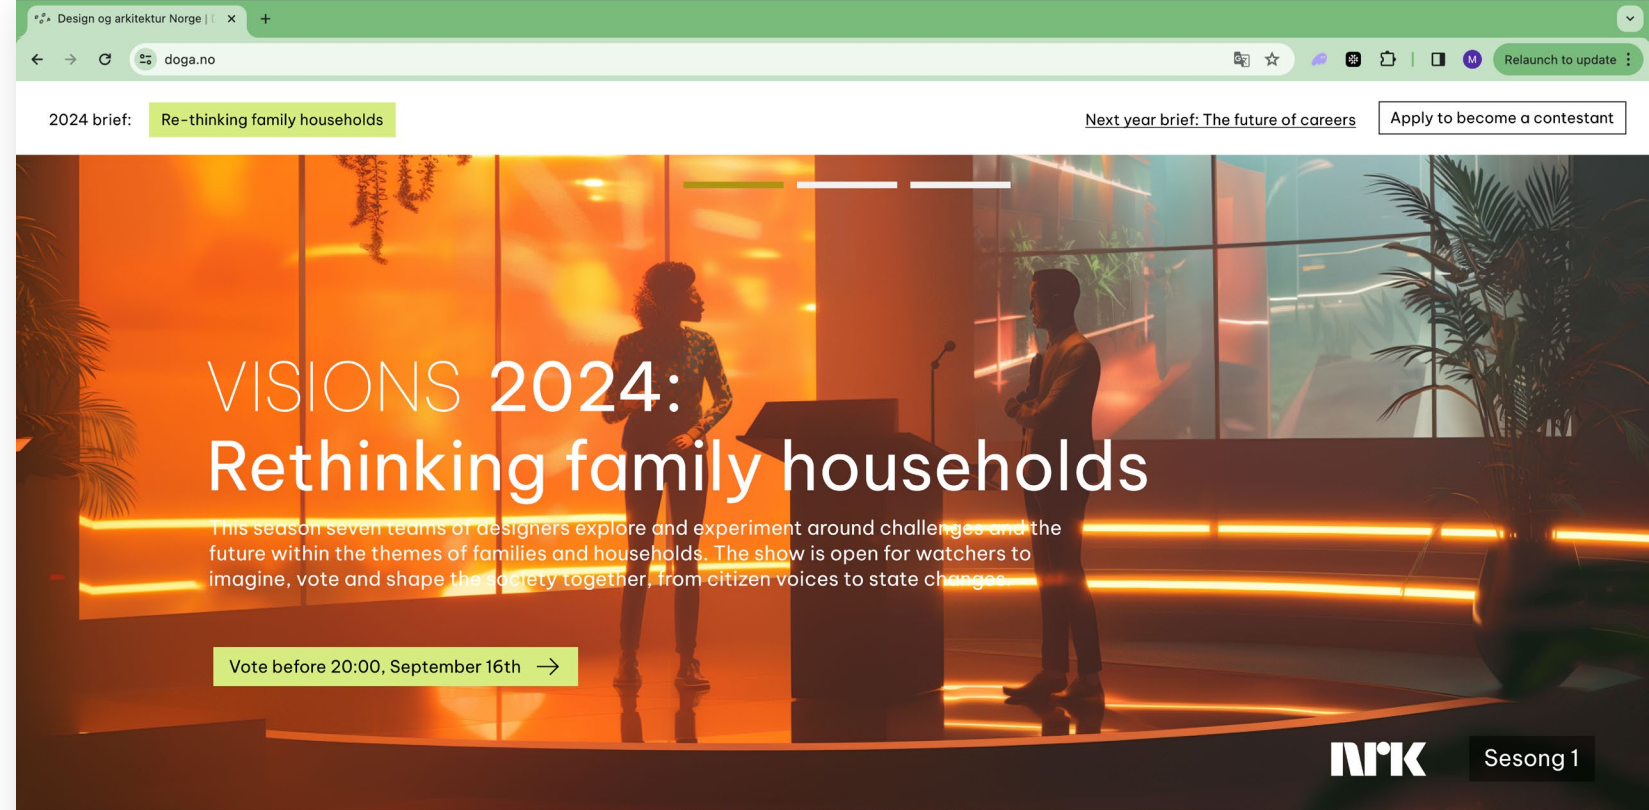 Design og arkitektur Norge |
doga.no
Relaunch to update
M
2024 brief:
Re-thinking family households
Next year brief: The future of careers
Apply to become a contestant
VISIONS 2024:
Rethinking family households
This season seven teams of designers explore and experiment around challenges and the
future within the themes of families and households. The show is open for watchers to
imagine, vote and shape the society together, from citizen voices to state changes.
Vote before 20:00, September 16th
NRK
Sesong 1